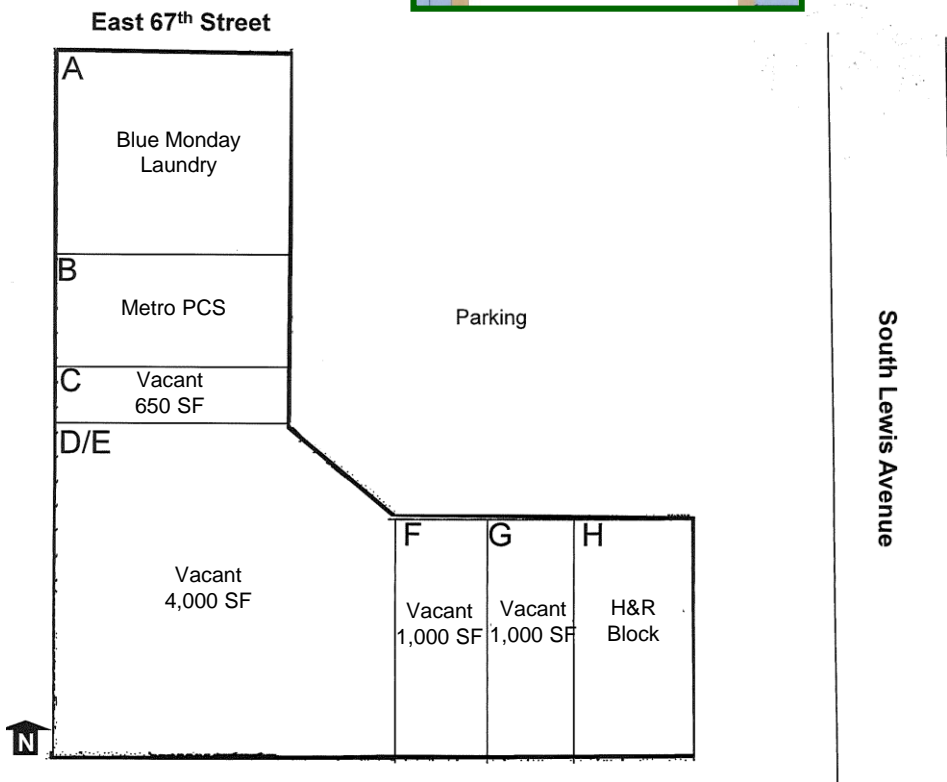 East 67th Street
A
Blue Monday
Laundry
B
Metro PCS
Parking
C
Vacant
650 SF
D/E
Vacant
4,000 SF
F
Vacant
1,000 SF
G
Vacant
1,000 SF
H
H&R
Block
South Lewis Avenue
N